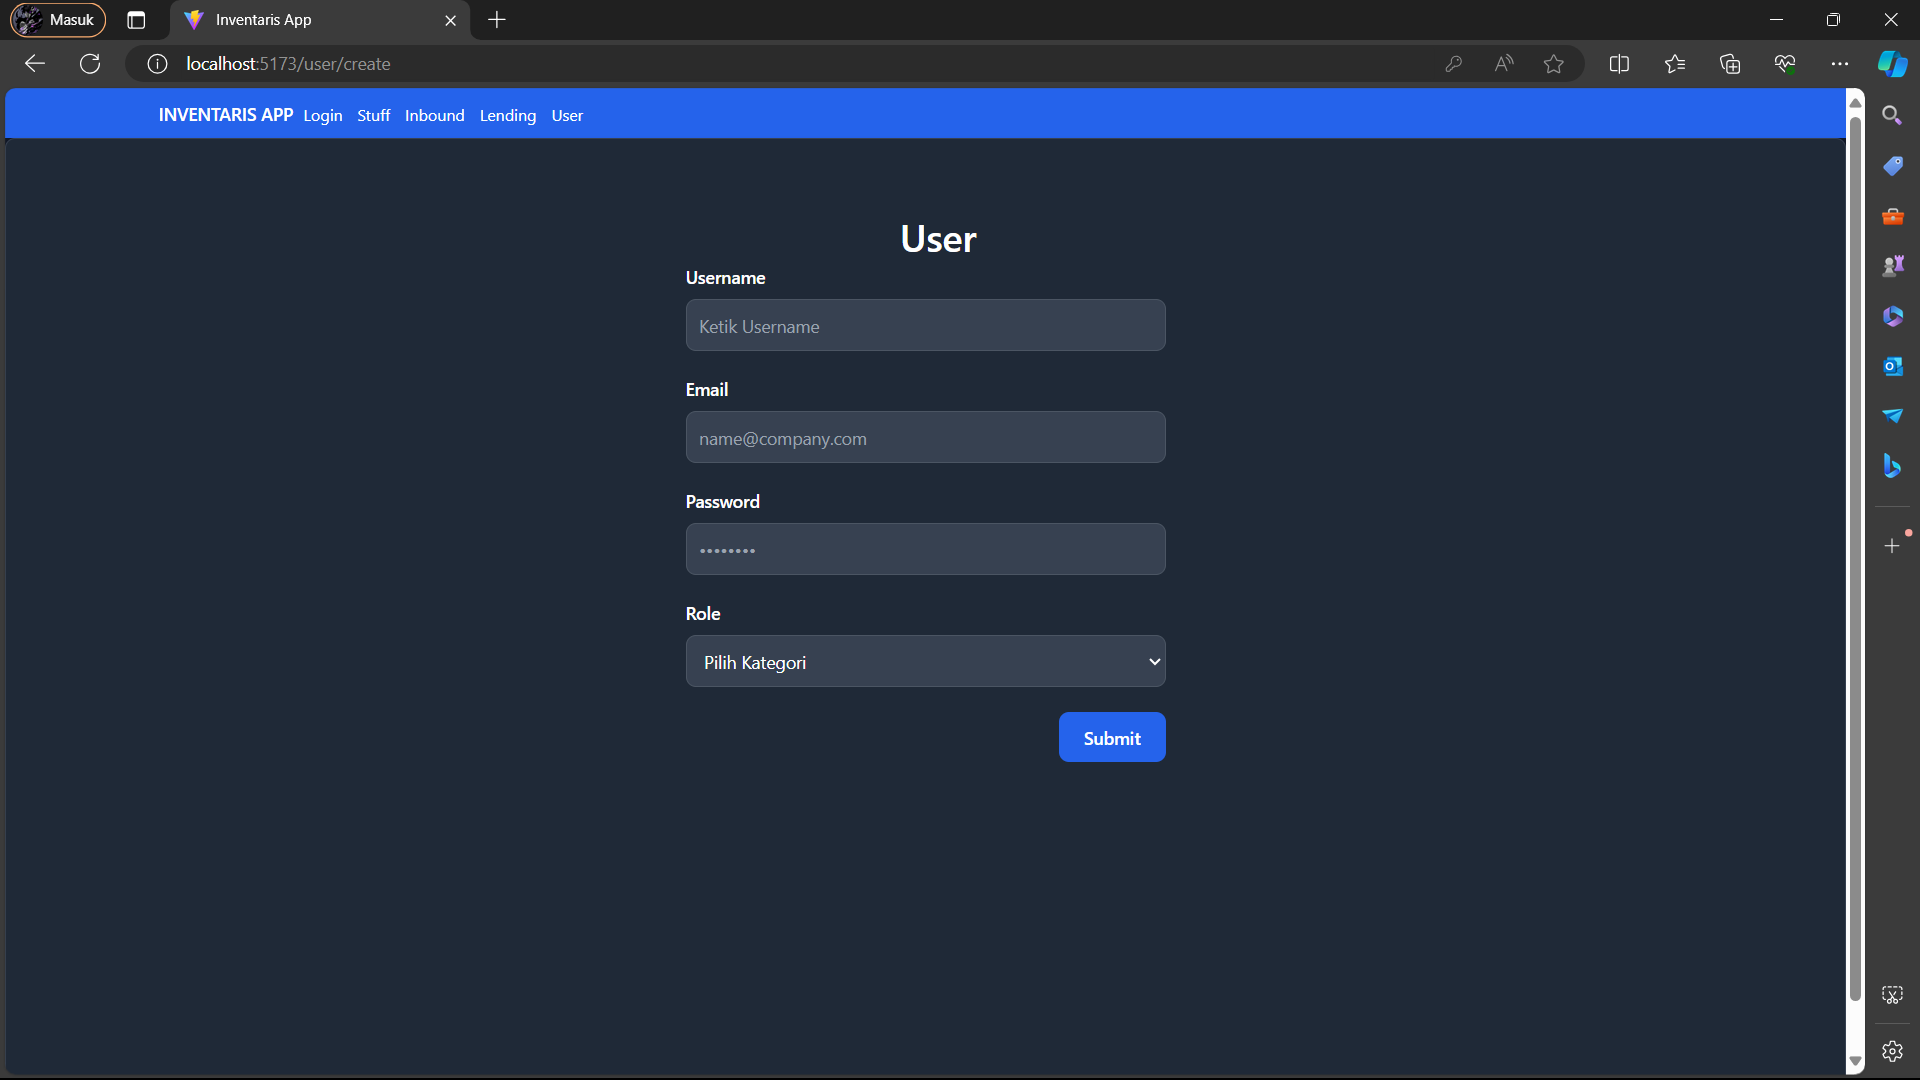 Masuk
Inventaris App
localhost:5173/user/create
INVENTARIS APP Login Stuff Inbound Lending User
User
Username
Ketik Username
Email
name@company.com
Password
••••••••
Role
Pilih Kategori
Submit